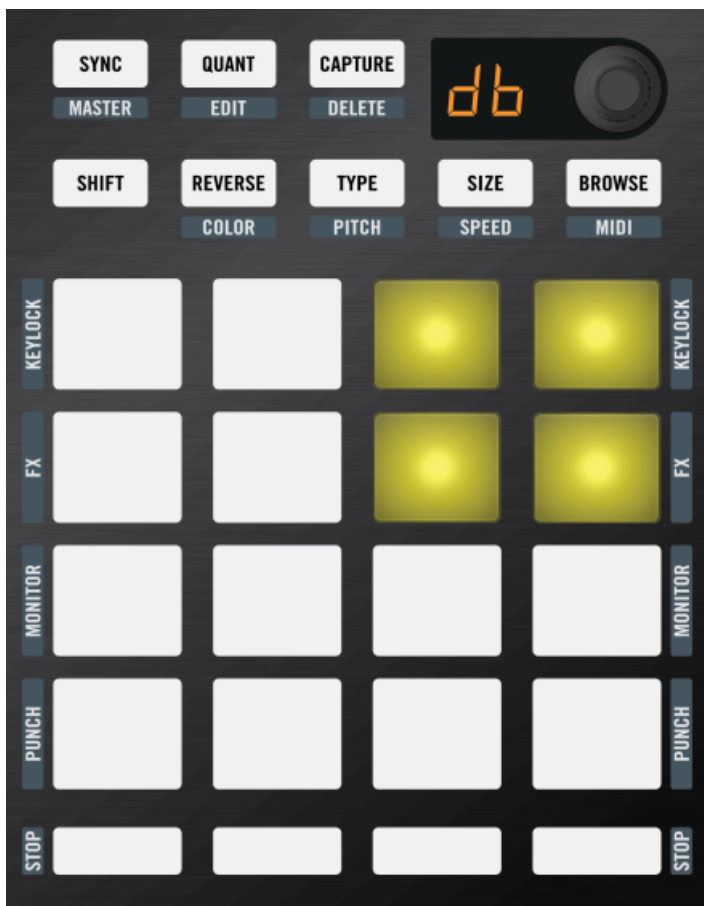 SYNC QUANT CAPTURE db
MASTER EDIT DELETE
SHIFT REVERSE TYPE SIZE BROWSE
COLOR PITCH SPEED MIDI
KEYLOCK KEYLOCK
FX FX
MONITOR MONITOR
PUNCH PUNCH
STOP STOP